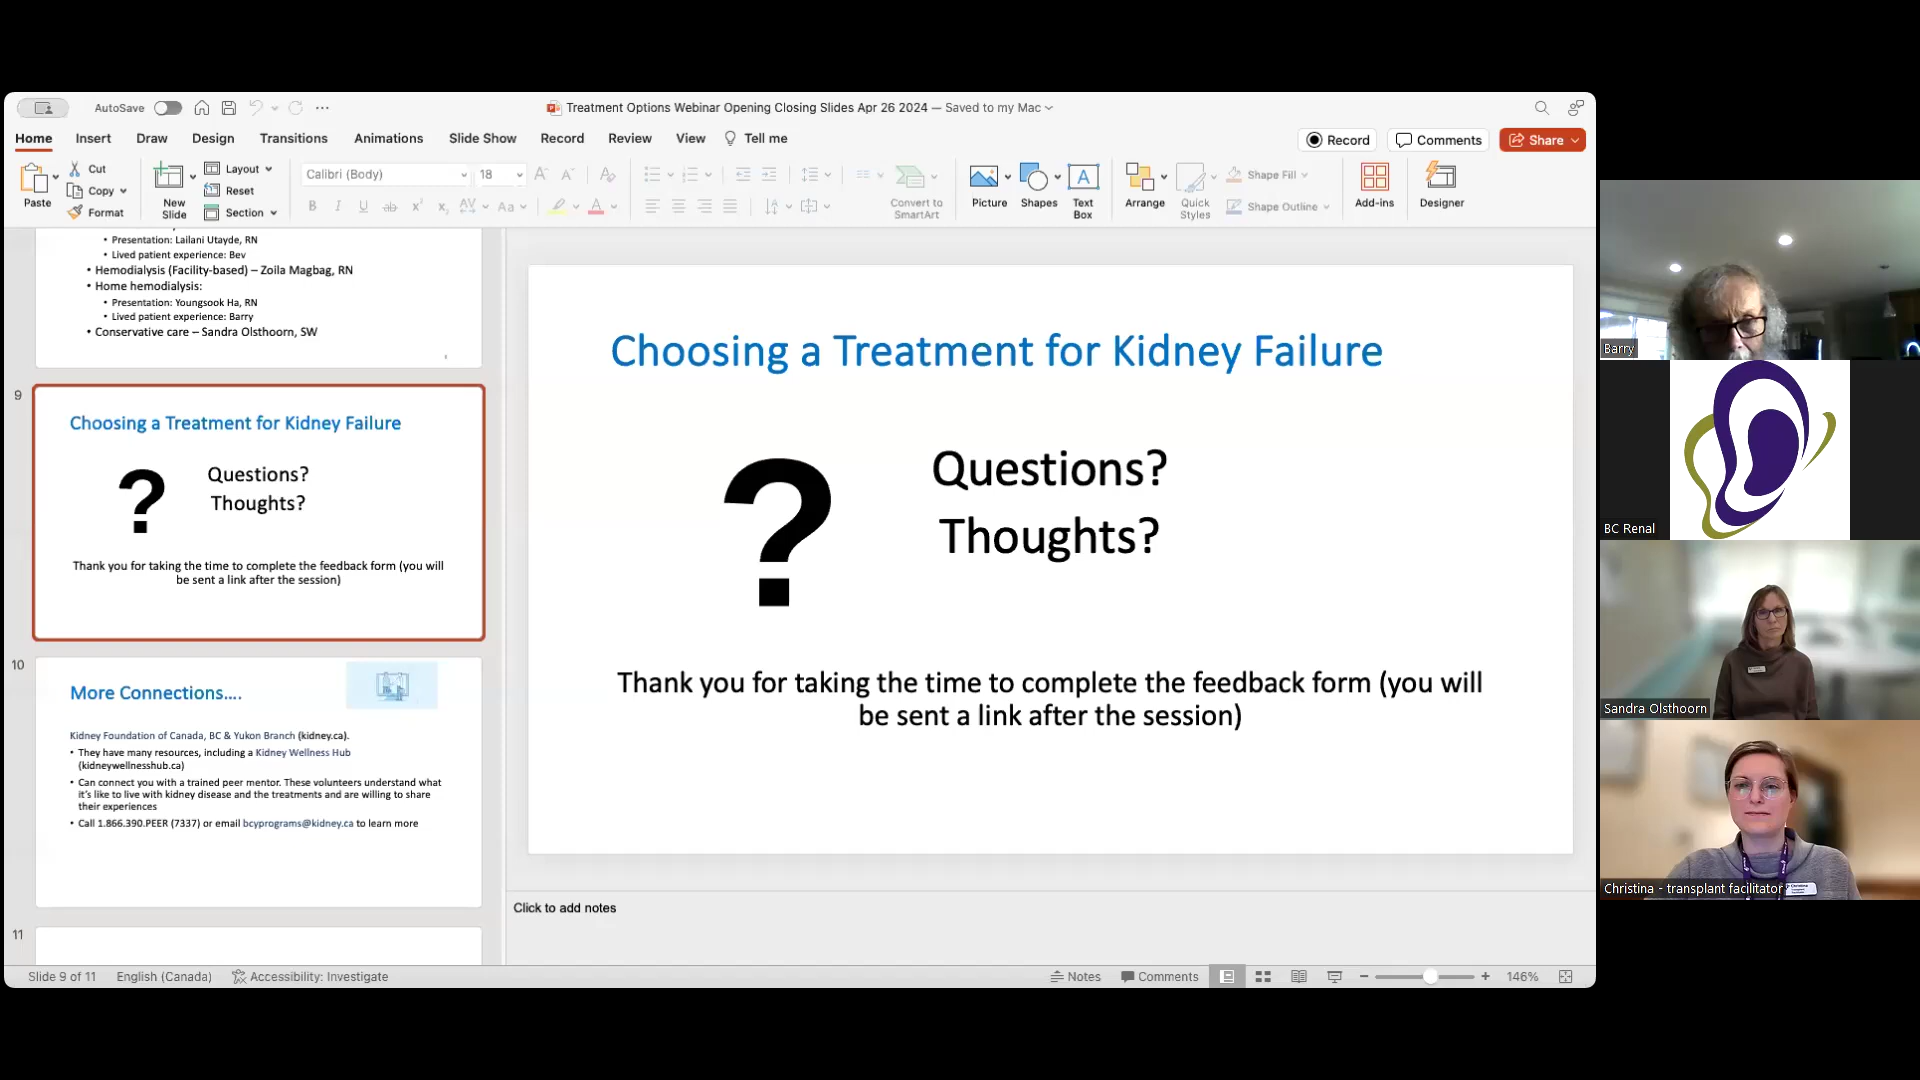 AutoSave
Treatment Options Webinar Opening Closing Slides Apr 26 2024 — Saved to my Mac
Home Insert Draw Design Transitions Animations Slide Show Record Review View Tell me
Record Comments Share
Paste
Cut
Copy
Format
New
Slide
Layout
Reset
Section
Calibri (Body) 18
B I U ab
Convert to
SmartArt
Picture
Shapes
Text
Box
Arrange
Quick
Styles
Shape Fill
Shape Outline
Add-ins
Designer
• Presentation: Lailani Utayde, RN
• Lived patient experience: Bev
• Hemodialysis (Facility-based) – Zoila Magbag, RN
• Home hemodialysis:
• Presentation: Youngsook Ha, RN
• Lived patient experience: Barry
• Conservative care – Sandra Olsthoorn, SW
9
Choosing a Treatment for Kidney Failure
?
Questions?
Thoughts?
Thank you for taking the time to complete the feedback form (you will
be sent a link after the session)
10
More Connections....
Kidney Foundation of Canada, BC & Yukon Branch (kidney.ca).
• They have many resources, including a Kidney Wellness Hub
(kidneywellnesshub.ca)
• Can connect you with a trained peer mentor. These volunteers understand what
it's like to live with kidney disease and the treatments and are willing to share
their experiences
• Call 1.866.390.PEER (7337) or email bcyprograms@kidney.ca to learn more
11
Choosing a Treatment for Kidney Failure
?
Questions?
Thoughts?
Thank you for taking the time to complete the feedback form (you will
be sent a link after the session)
Click to add notes
Slide 9 of 11 English (Canada) Accessibility: Investigate
Notes Comments 146%
Barry
BC Renal
Sandra Olsthoorn
Christina - transplant facilitator